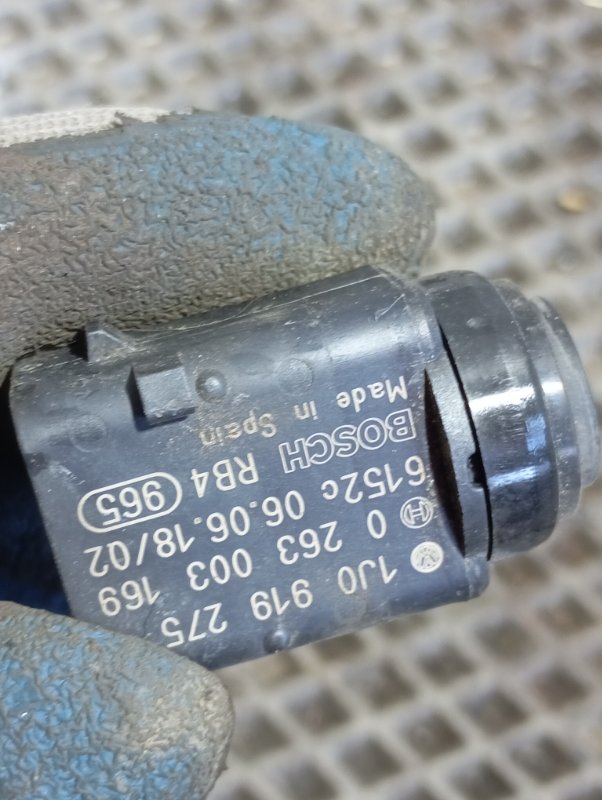 1J0 919 275
0 263 003 169
6152c 06.06.18/02
BOSCH RB4 965
Made in Spain